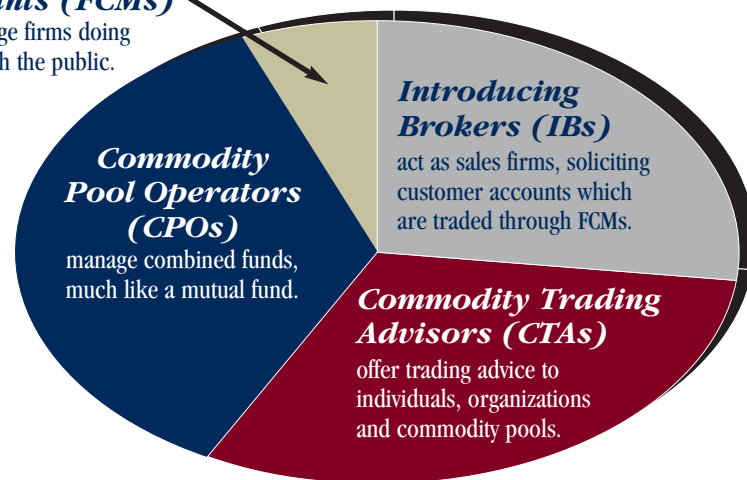 (FCMs)
firms doing
the public.
Introducing
Brokers (IBs)
act as sales firms, soliciting
customer accounts which
are traded through FCMs.
Commodity
Pool Operators
(CPOs)
manage combined funds,
much like a mutual fund.
Commodity Trading
Advisors (CTAs)
offer trading advice to
individuals, organizations
and commodity pools.